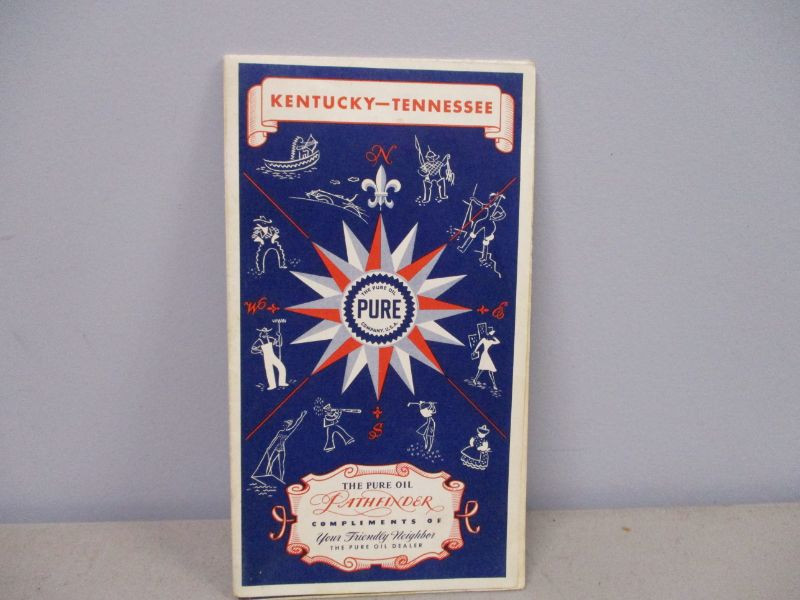 KENTUCKY—TENNESSEE
N
W
E
THE PURE OIL
PURE
COMPANY, U.S.A.
S
THE PURE OIL
PATHFINDER
COMPLIMENTS OF
Your Friendly Neighbor
THE PURE OIL DEALER